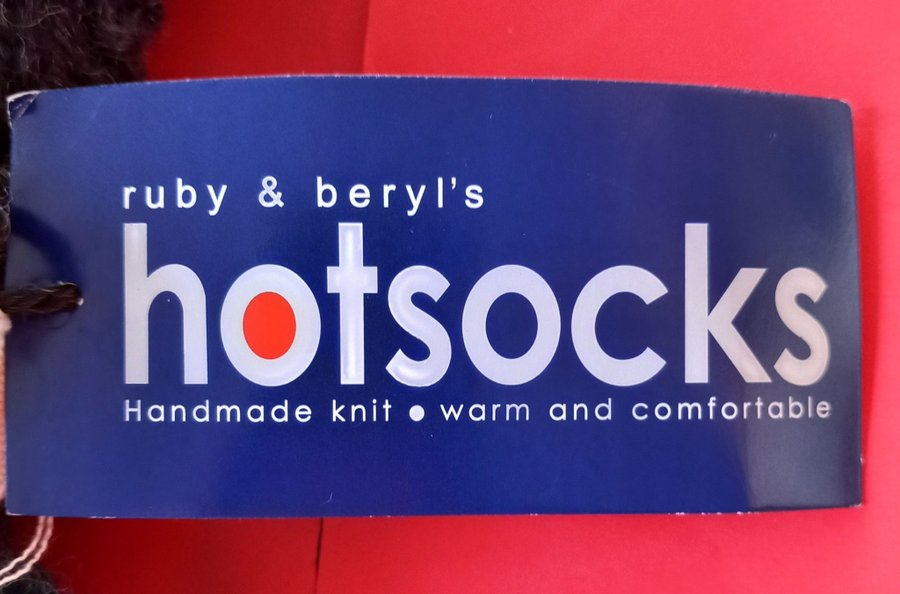 ruby & beryl's
hotsocks
Handmade knit ● warm and comfortable